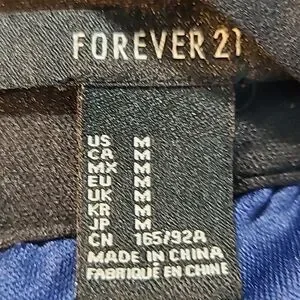 FOREVER 21
US M
CA M
MX M
EU M
UK M
KR M
JP M
CN 165/92A
MADE IN CHINA
FABRIQUÉ EN CHINE